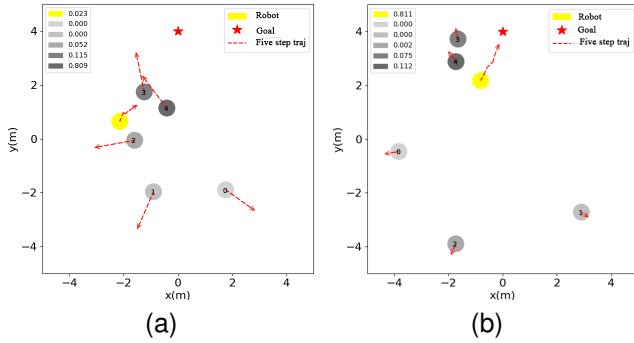 0.023
0.000
0.000
0.052
0.115
0.809
Robot
Goal
Five step traj
4
2
0
−2
−4
y(m)
3
4
2
1
0
−4 −2 0 2 4
x(m)
(a)
0.811
0.000
0.000
0.002
0.075
0.112
Robot
Goal
Five step traj
4
2
0
−2
−4
y(m)
3
4
0
1
2
−4 −2 0 2 4
x(m)
(b)